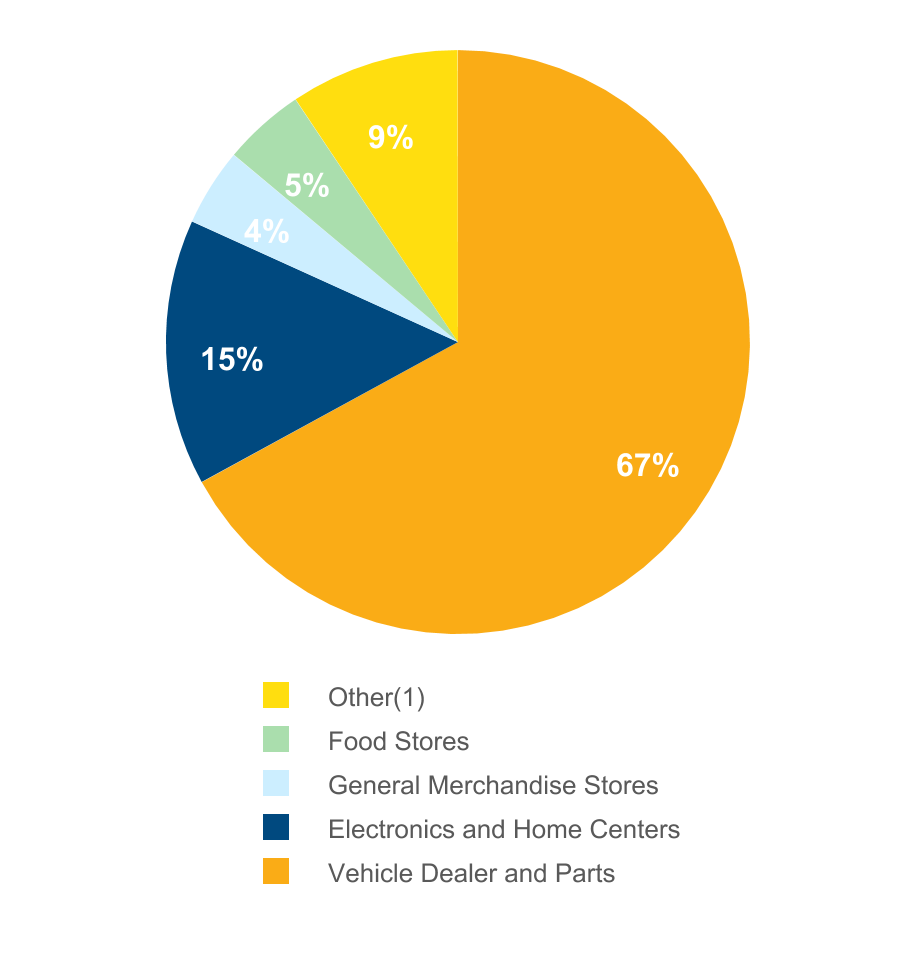 9%
5%
4%
15%
67%
Other(1)
Food Stores
General Merchandise Stores
Electronics and Home Centers
Vehicle Dealer and Parts